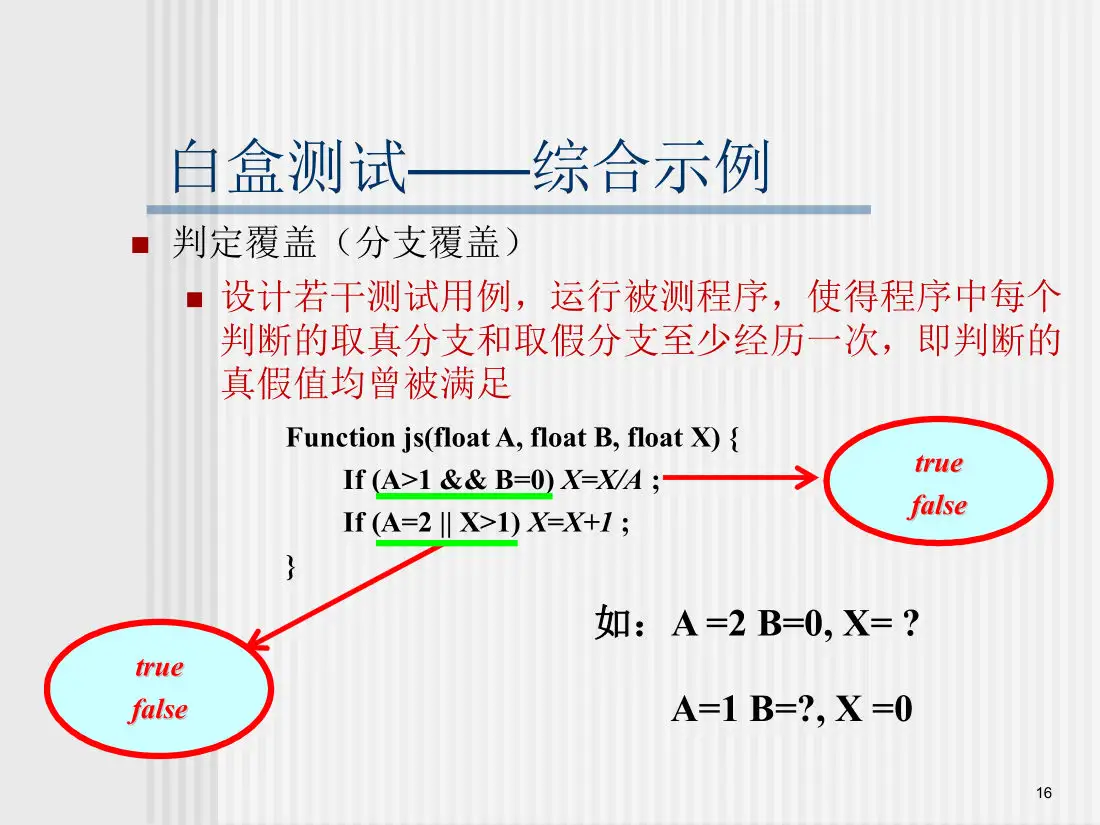 白盒测试——综合示例
判定覆盖（分支覆盖）
设计若干测试用例，运行被测程序，使得程序中每个
判断的取真分支和取假分支至少经历一次，即判断的
真假值均曾被满足
Function js(float A, float B, float X) {
If (A>1 && B=0) X=X/A ;
If (A=2 || X>1) X=X+1 ;
}
true
false
如：A =2 B=0, X= ?
true
false
A=1 B=?, X =0
16